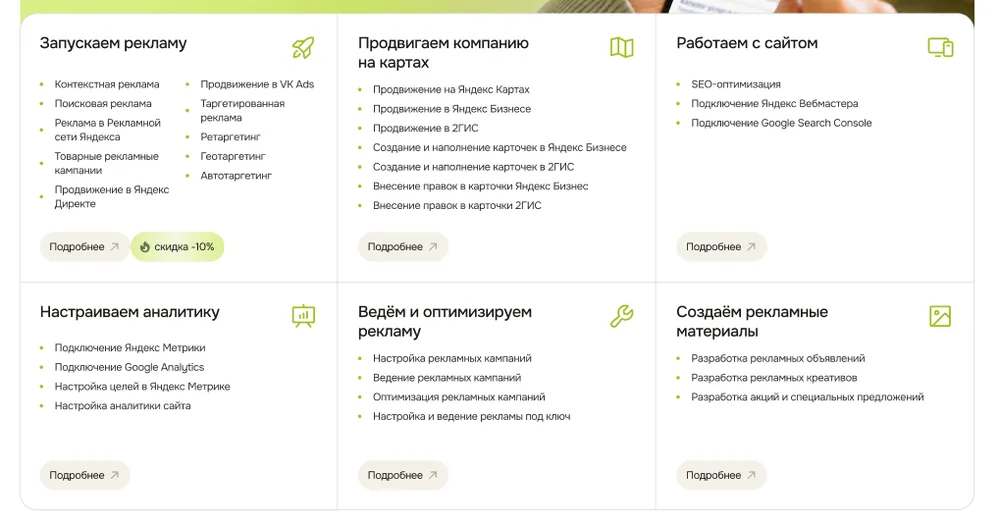 Запускаем рекламу
Контекстная реклама
Поисковая реклама
Реклама в Рекламной
сети Яндекса
Товарные рекламные
кампании
Продвижение в Яндекс
Директе
Продвижение в VK Ads
Таргетированная
реклама
Ретаргетинг
Геотаргетинг
Автотаргетинг
Подробнее
скидка -10%
Продвигаем компанию
на картах
Продвижение на Яндекс Картах
Продвижение в Яндекс Бизнесе
Продвижение в 2ГИС
Создание и наполнение карточек в Яндекс Бизнесе
Создание и наполнение карточек в 2ГИС
Внесение правок в карточки Яндекс Бизнес
Внесение правок в карточки 2ГИС
Подробнее
Работаем с сайтом
SEO-оптимизация
Подключение Яндекс Вебмастера
Подключение Google Search Console
Подробнее
Настраиваем аналитику
Подключение Яндекс Метрики
Подключение Google Analytics
Настройка целей в Яндекс Метрике
Настройка аналитики сайта
Подробнее
Ведём и оптимизируем
рекламу
Настройка рекламных кампаний
Ведение рекламных кампаний
Оптимизация рекламных кампаний
Настройка и ведение рекламы под ключ
Подробнее
Создаём рекламные
материалы
Разработка рекламных объявлений
Разработка рекламных креативов
Разработка акций и специальных предложений
Подробнее